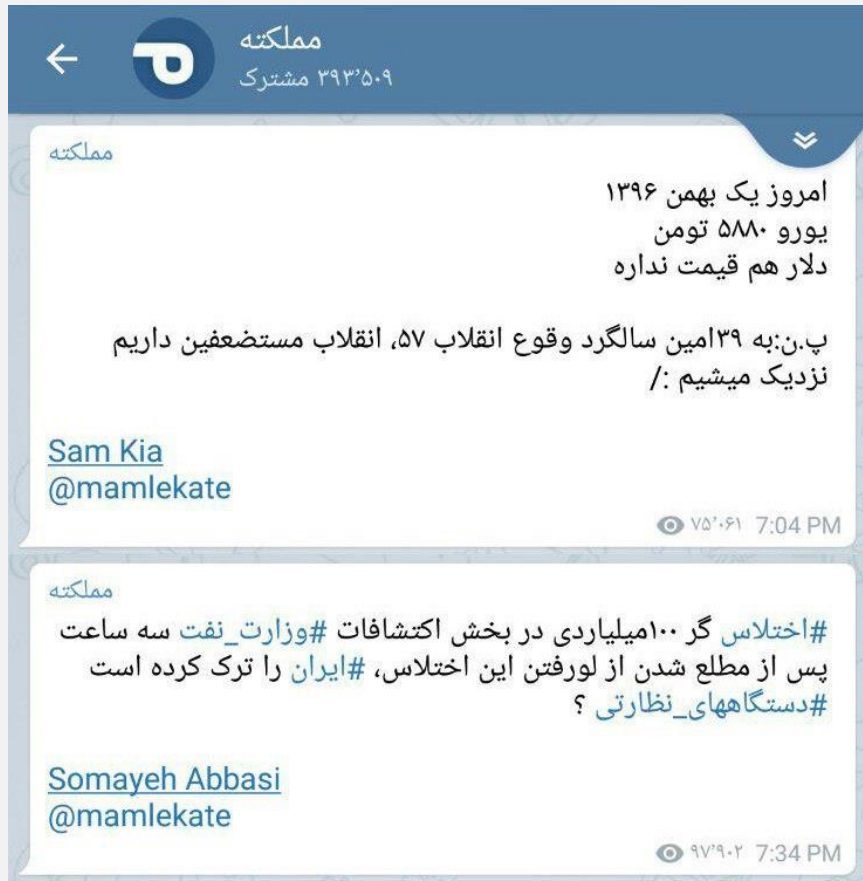 مملکته
۳۹۳٬۵۰۹ مشترک
مملکته
امروز یک بهمن ۱۳۹۶
یورو ۵۸۸۰ تومن
دلار هم قیمت نداره
پ.ن:به ۳۹امین سالگرد وقوع انقلاب ۵۷، انقلاب مستضعفین داریم
نزدیک میشیم :/
Sam Kia
@mamlekate
۷۵٬۰۶۱ 7:04 PM
مملکته
#اختلاس گر ۱۰۰میلیاردی در بخش اکتشافات #وزارت_نفت سه ساعت
پس از مطلع شدن از لورفتن این اختلاس، #ایران را ترک کرده است
#دستگاههای_نظارتی ؟
Somayeh Abbasi
@mamlekate
۹۷٬۹۰۲ 7:34 PM